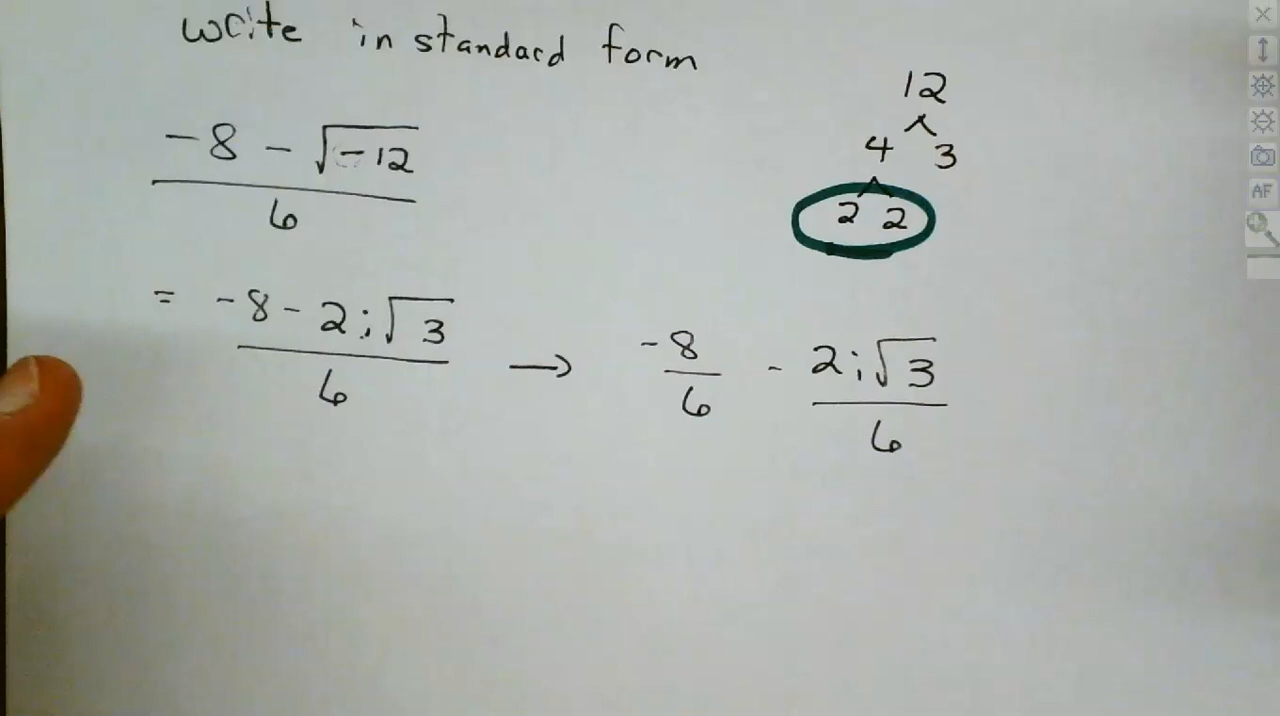 write in standard form
12
4 3
2 2
-8 - √-12
6
= -8 - 2i√3
6
→ -8/6 - 2i√3/6
AF